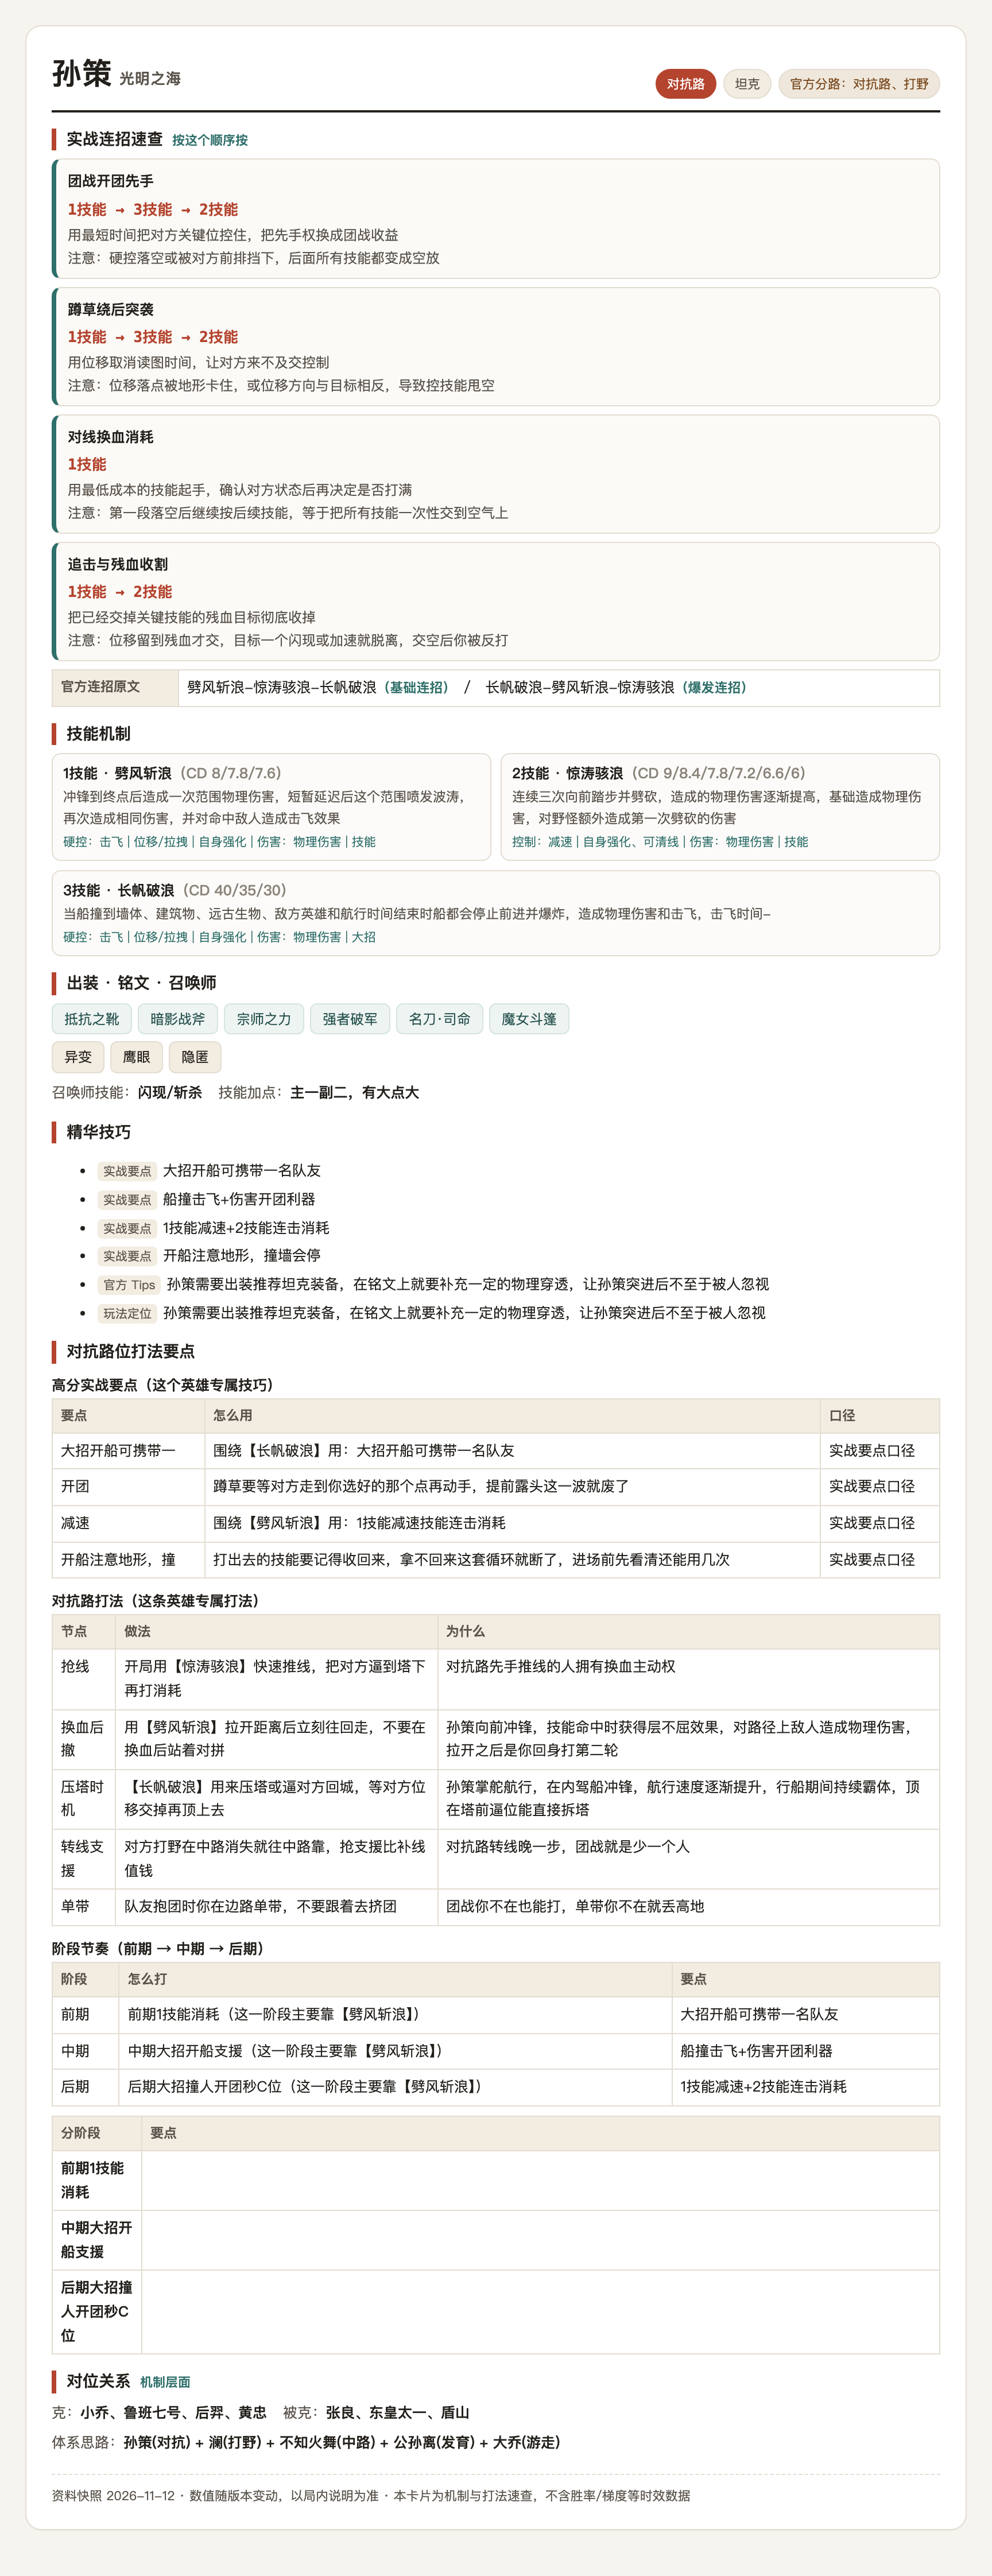 孙策 光明之海
对抗路 坦克 官方分路：对抗路、打野
实战连招速查 按这个顺序按
团战开团先手
1技能 → 3技能 → 2技能
用最短时间把对方关键位控住，把先手权换成团战收益
注意：硬控落空或被对方前排挡下，后面所有技能都变成空放
蹲草绕后突袭
1技能 → 3技能 → 2技能
用位移取消读图时间，让对方来不及交控制
注意：位移落点被地形卡住，或位移方向与目标相反，导致控技能甩空
对线换血消耗
1技能
用最低成本的技能起手，确认对方状态后再决定是否打满
注意：第一段落空后继续按后续技能，等于把所有技能一次性交到空气上
追击与残血收割
1技能 → 2技能
把已经交掉关键技能的残血目标彻底收掉
注意：位移留到残血才交，目标一个闪现或加速就脱离，交空后你被反打
官方连招原文 劈风斩浪–惊涛骇浪–长帆破浪（基础连招） / 长帆破浪–劈风斩浪–惊涛骇浪（爆发连招）
技能机制
1技能 · 劈风斩浪（CD 8/7.8/7.6）
冲锋到终点后造成一次范围物理伤害，短暂延迟后这个范围喷发波涛，
再次造成相同伤害，并对命中敌人造成击飞效果
硬控：击飞 | 位移/拉拽 | 自身强化 | 伤害：物理伤害 | 技能
2技能 · 惊涛骇浪（CD 9/8.4/7.8/7.2/6.6/6）
连续三次向前踏步并劈砍，造成的物理伤害逐渐提高，基础造成物理伤
害，对野怪额外造成第一次劈砍的伤害
控制：减速 | 自身强化、可清线 | 伤害：物理伤害 | 技能
3技能 · 长帆破浪（CD 40/35/30）
当船撞到墙体、建筑物、远古生物、敌方英雄和航行时间结束时船都会停止前进并爆炸，造成物理伤害和击飞，击飞时间–
硬控：击飞 | 位移/拉拽 | 自身强化 | 伤害：物理伤害 | 大招
出装 · 铭文 · 召唤师
抵抗之靴 暗影战斧 宗师之力 强者破军 名刀·司命 魔女斗篷
异变 鹰眼 隐匿
召唤师技能：闪现/斩杀 技能加点：主一副二，有大点大
精华技巧
• 实战要点 大招开船可携带一名队友
• 实战要点 船撞击飞+伤害开团利器
• 实战要点 1技能减速+2技能连击消耗
• 实战要点 开船注意地形，撞墙会停
• 官方 Tips 孙策需要出装推荐坦克装备，在铭文上就要补充一定的物理穿透，让孙策突进后不至于被人忽视
• 玩法定位 孙策需要出装推荐坦克装备，在铭文上就要补充一定的物理穿透，让孙策突进后不至于被人忽视
对抗路位打法要点
高分实战要点（这个英雄专属技巧）
要点 怎么用 口径
大招开船可携带一 围绕【长帆破浪】用：大招开船可携带一名队友 实战要点口径
开团 蹲草要等对方走到你选好的那个点再动手，提前露头这一波就废了 实战要点口径
减速 围绕【劈风斩浪】用：1技能减速技能连击消耗 实战要点口径
开船注意地形，撞 打出去的技能要记得收回来，拿不回来这套循环就断了，进场前先看清还能用几次 实战要点口径
对抗路打法（这条英雄专属打法）
节点 做法 为什么
抢线 开局用【惊涛骇浪】快速推线，把对方逼到塔下 对抗路先手推线的人拥有换血主动权
再打消耗
换血后 用【劈风斩浪】拉开距离后立刻往回走，不要在 孙策向前冲锋，技能命中时获得层不屈效果，对路径上敌人造成物理伤害，
撤 换血后站着对拼 拉开之后是你回身打第二轮
压塔时 【长帆破浪】用来压塔或逼对方回城，等对方位 孙策掌舵航行，在内驾船冲锋，航行速度逐渐提升，行船期间持续霸体，顶
机 移交掉再顶上去 在塔前逼位能直接拆塔
转线支 对方打野在中路消失就往中路靠，抢支援比补线 对抗路转线晚一步，团战就是少一个人
援 值钱
单带 队友抱团时你在边路单带，不要跟着去挤团 团战你不在也能打，单带你不在就丢高地
阶段节奏（前期 → 中期 → 后期）
阶段 怎么打 要点
前期 前期1技能消耗（这一阶段主要靠【劈风斩浪】） 大招开船可携带一名队友
中期 中期大招开船支援（这一阶段主要靠【劈风斩浪】） 船撞击飞+伤害开团利器
后期 后期大招撞人开团秒C位（这一阶段主要靠【劈风斩浪】） 1技能减速+2技能连击消耗
分阶段 要点
前期1技能
消耗
中期大招开
船支援
后期大招撞
人开团秒C
位
对位关系 机制层面
克：小乔、鲁班七号、后羿、黄忠 被克：张良、东皇太一、盾山
体系思路：孙策(对抗) + 澜(打野) + 不知火舞(中路) + 公孙离(发育) + 大乔(游走)
资料快照 2026–11–12 · 数值随版本变动，以局内说明为准 · 本卡片为机制与打法速查，不含胜率/梯度等时效数据